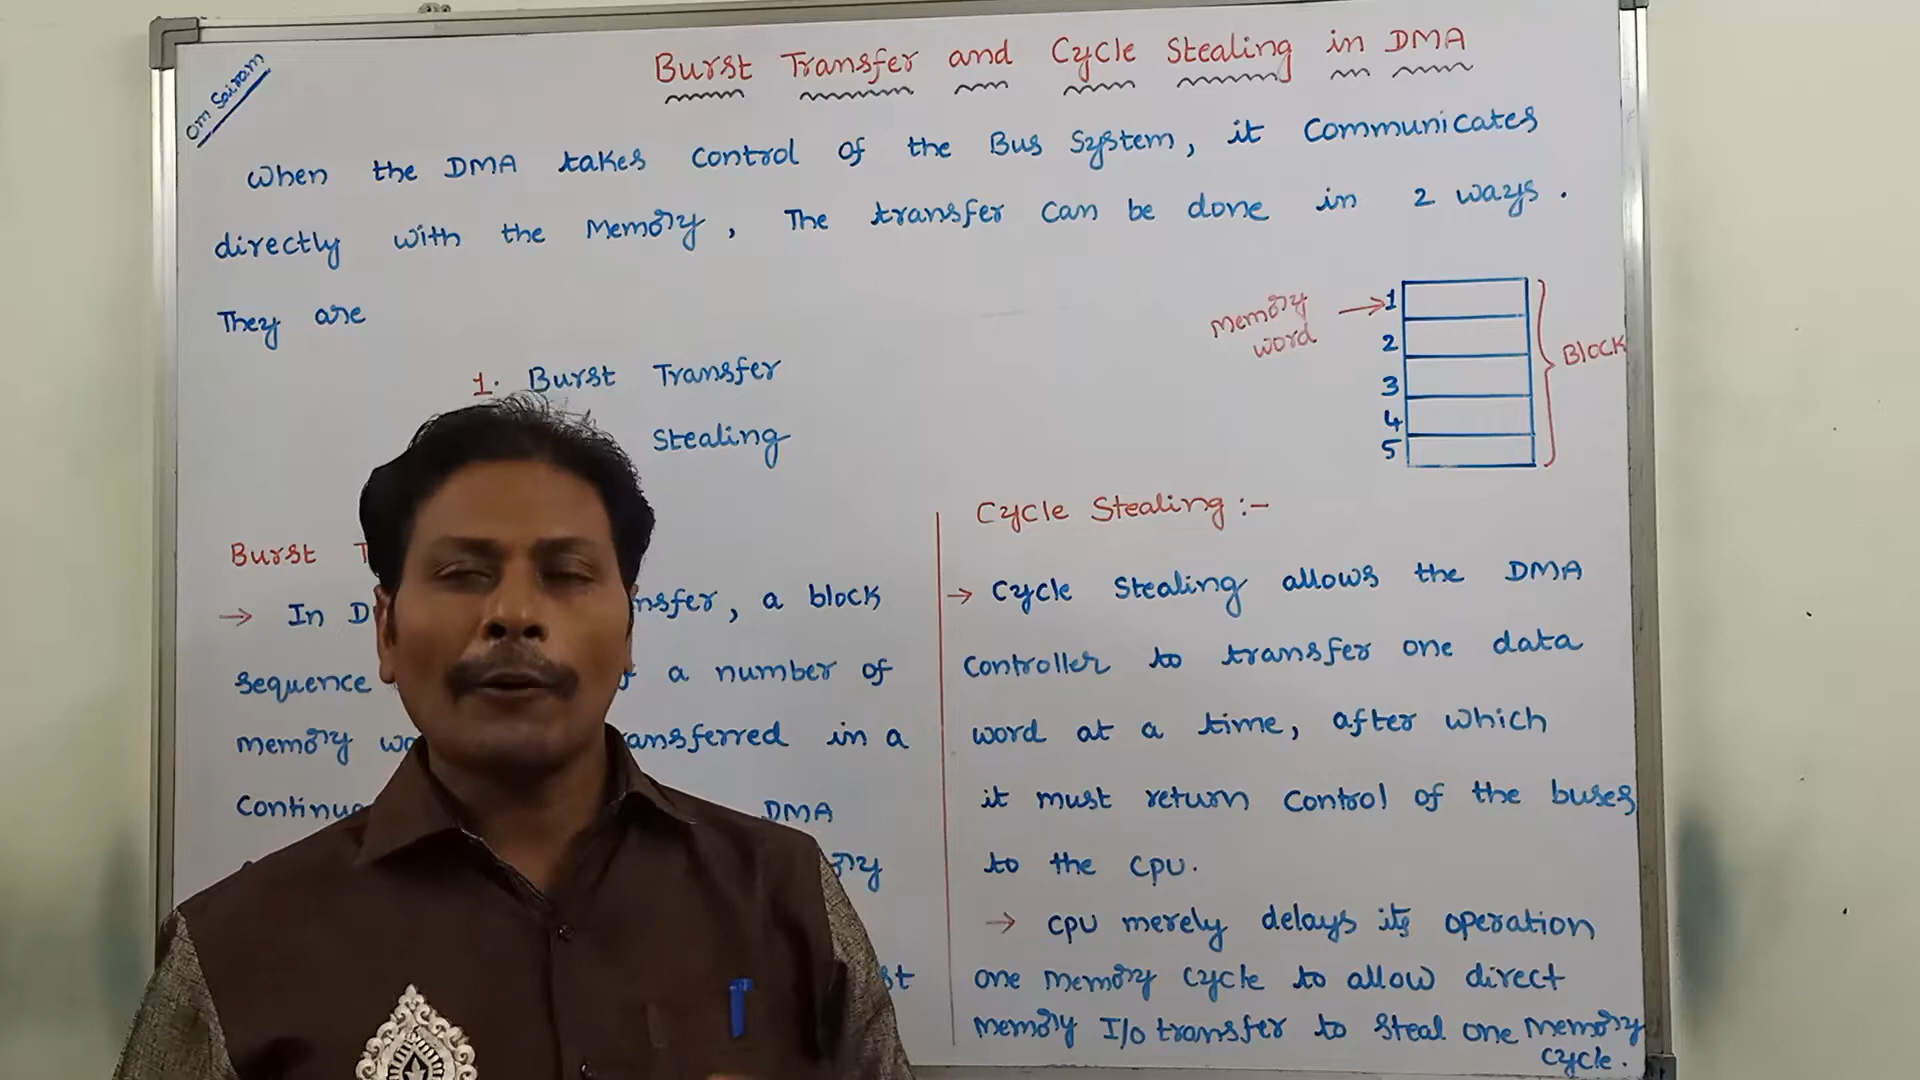 Om Sairam
Burst Transfer and Cycle Stealing in DMA
When the DMA takes control of the Bus System, it communicates
directly with the Memory, The transfer can be done in 2 ways.
They are
1. Burst Transfer
Stealing
Memory
word
1
2
3
4
5
Block
Burst
→ In a block
sequence a number of
memory in a
DMA
Cycle Stealing :-
→ Cycle Stealing allows the DMA
controller to transfer one data
word at a time, after which
it must return control of the buses
to the CPU.
→ CPU merely delays its operation
one memory cycle to allow direct
memory I/O transfer to steal one memory
cycle.